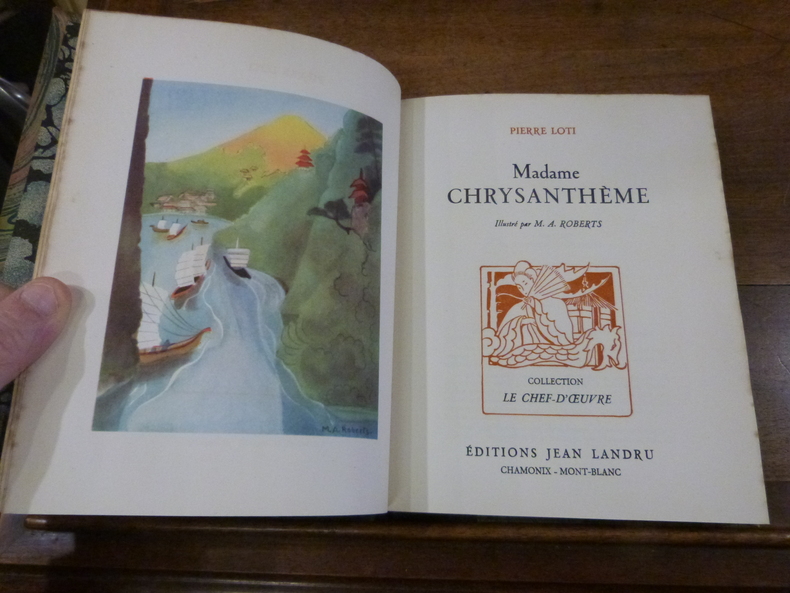 M. A. Roberts
PIERRE LOTI
Madame
CHRYSANTHÈME
Illustré par M. A. ROBERTS
COLLECTION
LE CHEF-D'ŒUVRE
ÉDITIONS JEAN LANDRU
CHAMONIX - MONT-BLANC